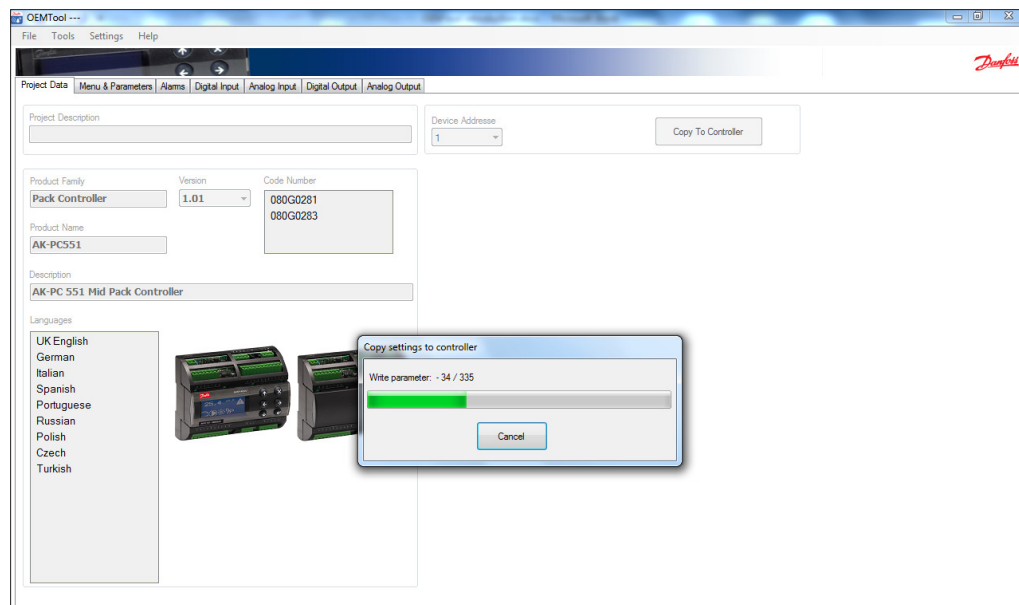 OEMTool ---
File Tools Settings Help
Danfoss
Project Data Menu & Parameters Alarms Digital Input Analog Input Digital Output Analog Output
Project Description
Device Addresse
1
Copy To Controller
Product Family
Version
Code Number
Pack Controller
1.01
080G0281
080G0283
Product Name
AK-PC551
Description
AK-PC 551 Mid Pack Controller
Languages
UK English
German
Italian
Spanish
Portuguese
Russian
Polish
Czech
Turkish
Copy settings to controller
Write parameter: - 34 / 335
Cancel